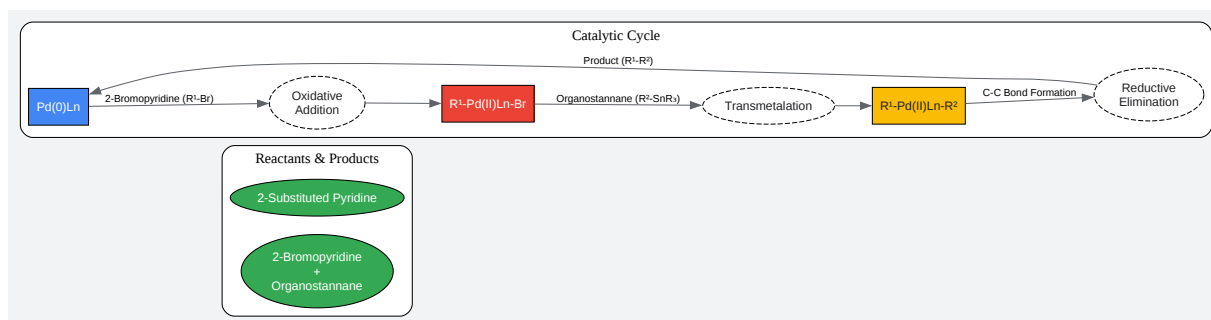 Catalytic Cycle
Product (R¹-R²)
Pd(0)Ln
2-Bromopyridine (R¹-Br)
Oxidative
Addition
R¹-Pd(II)Ln-Br
Organostannane (R²-SnR₃)
Transmetalation
R¹-Pd(II)Ln-R²
C-C Bond Formation
Reductive
Elimination
Reactants & Products
2-Substituted Pyridine
2-Bromopyridine
+
Organostannane